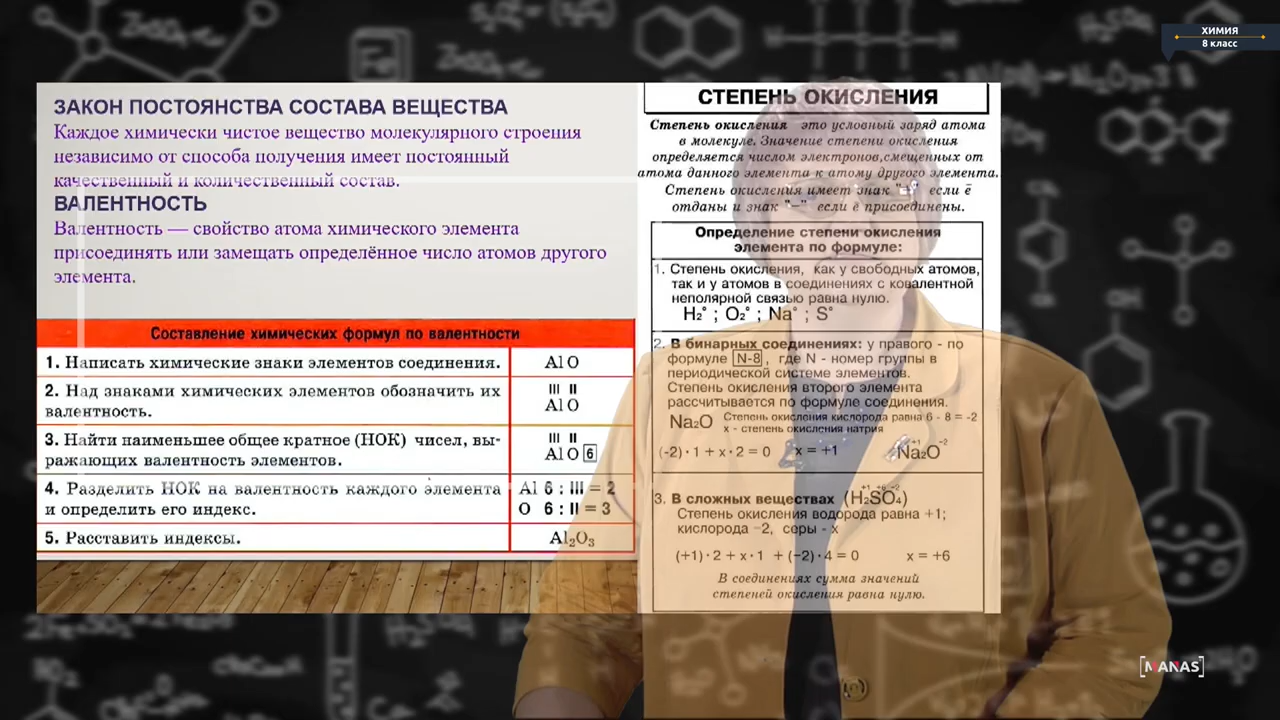 ХИМИЯ
8 класс
ЗАКОН ПОСТОЯНСТВА СОСТАВА ВЕЩЕСТВА
Каждое химически чистое вещество молекулярного строения
независимо от способа получения имеет постоянный
качественный и количественный состав.
ВАЛЕНТНОСТЬ
Валентность — свойство атома химического элемента
присоединять или замещать определённое число атомов другого
элемента.
Составление химических формул по валентности
1. Написать химические знаки элементов соединения.
Al O
2. Над знаками химических элементов обозначить их
валентность.
III II
Al O
3. Найти наименьшее общее кратное (НОК) чисел, вы-
ражающих валентность элементов.
III II
Al O 6
4. Разделить НОК на валентность каждого элемента
и определить его индекс.
Al 6 : III = 2
O 6 : II = 3
5. Расставить индексы.
Al₂O₃
СТЕПЕНЬ ОКИСЛЕНИЯ
Степень окисления это условный заряд атома
в молекуле. Значение степени окисления
определяется числом электронов,смещенных от
атома данного элемента к атому другого элемента.
Степень окисления имеет знак "+" если ē
отданы и знак "–" если ē присоединены.
Определение степени окисления
элемента по формуле:
1. Степень окисления, как у свободных атомов,
так и у атомов в соединениях с ковалентной
неполярной связью равна нулю.
H₂° ; O₂° ; Na° ; S°
2. В бинарных соединениях: у правого - по
формуле N-8 , где N - номер группы в
периодической системе элементов.
Степень окисления второго элемента
рассчитывается по формуле соединения.
Na₂O Степень окисления кислорода равна 6 - 8 = -2
x - степень окисления натрия
(-2)·1 + x·2 = 0 x = +1 Na₂⁺¹O⁻²
3. В сложных веществах (H₂SO₄)
Степень окисления водорода равна +1;
кислорода −2, серы - x
(+1)·2 + x·1 + (−2)·4 = 0 x = +6
В соединениях сумма значений
степеней окисления равна нулю.
[MANAS]